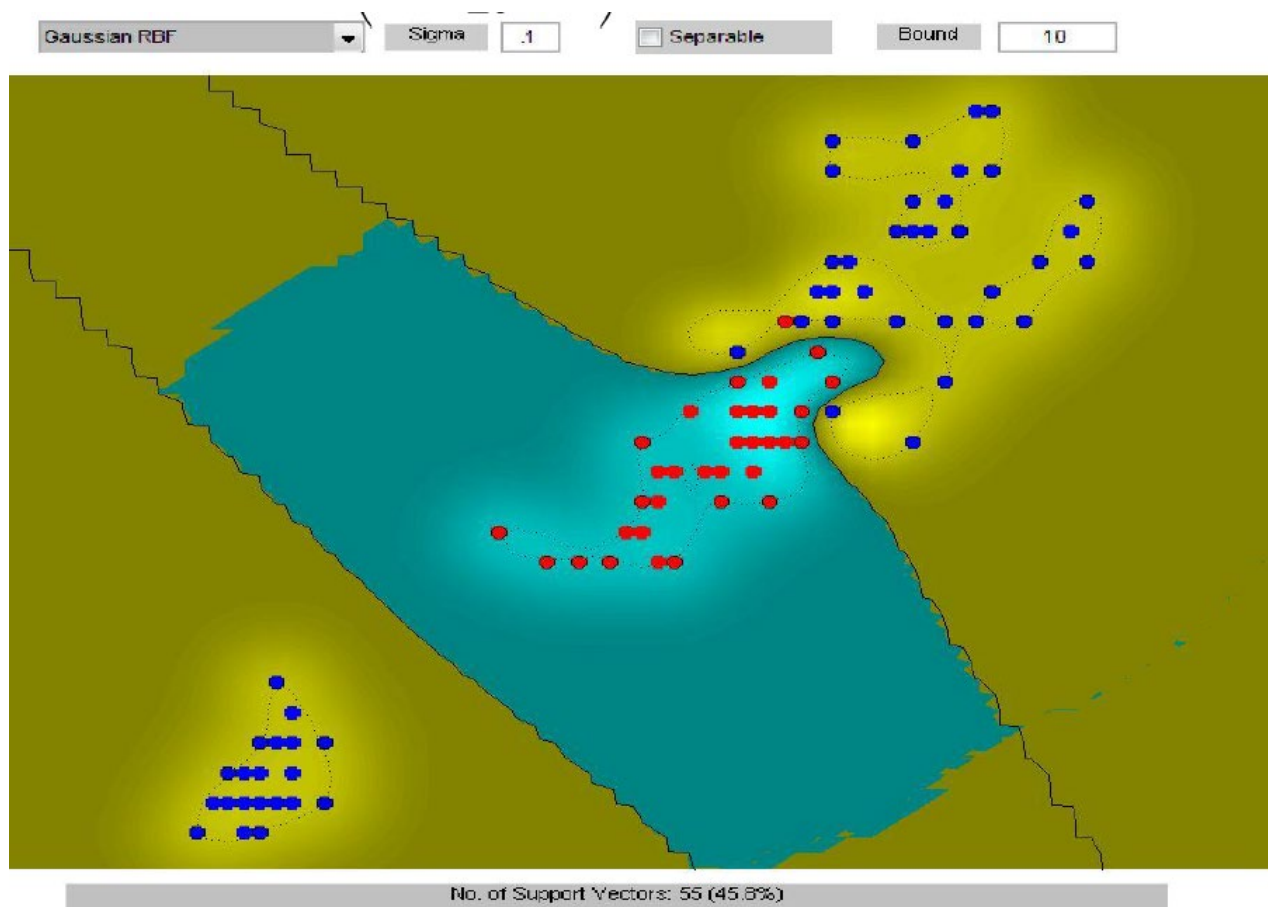 Gaussian RBF Sigma .1 Separable Bound 10
No. of Support Vectors: 55 (45.8%)